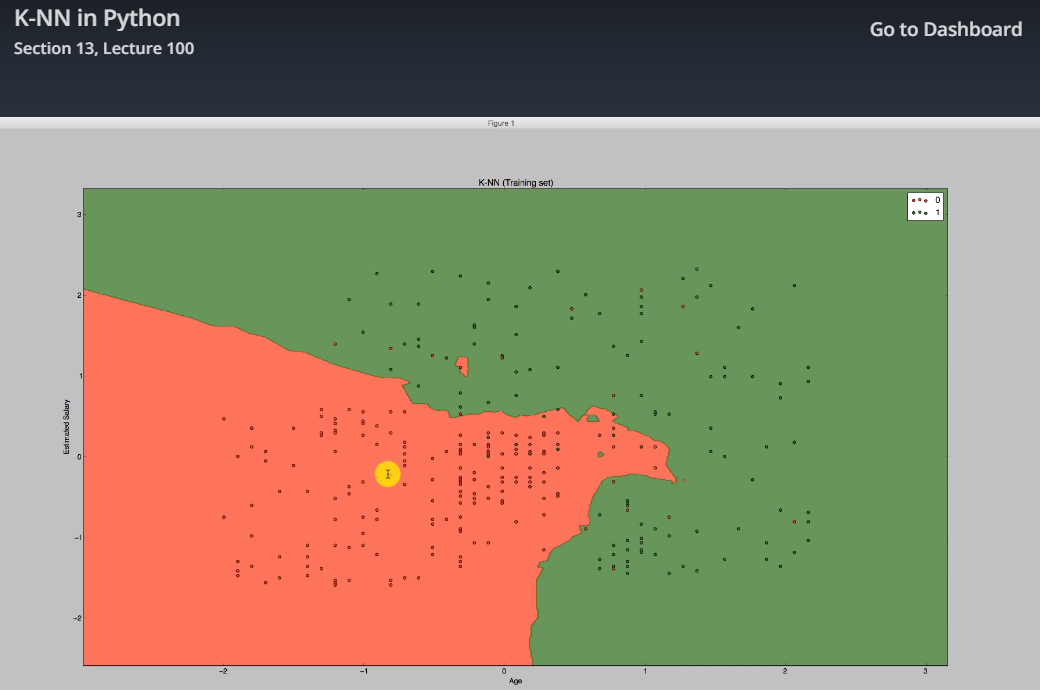 K-NN in Python
Go to Dashboard
Section 13, Lecture 100
Figure 1
K-NN (Training set)
0
1
3
2
1
0
−1
−2
Estimated Salary
−2
−1
0
1
2
3
Age